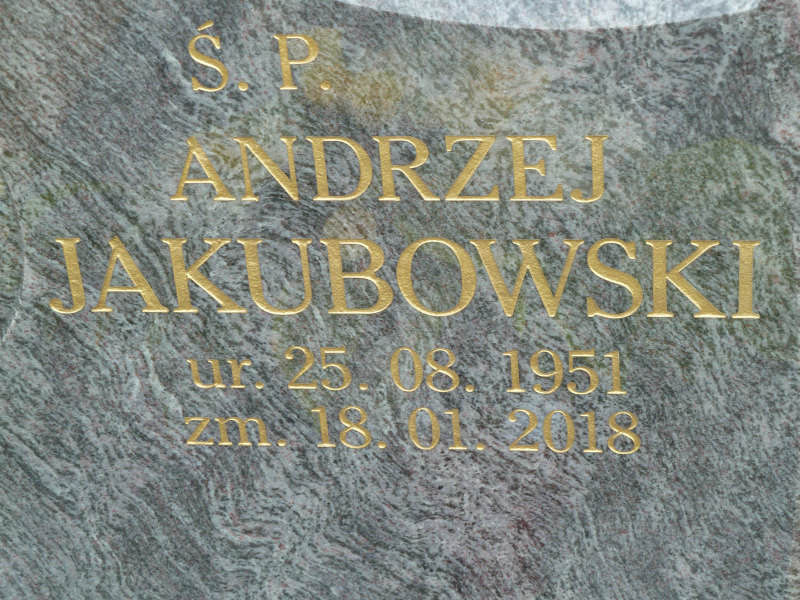 Ś. P.
ANDRZEJ
JAKUBOWSKI
ur. 25. 08. 1951
zm. 18. 01. 2018